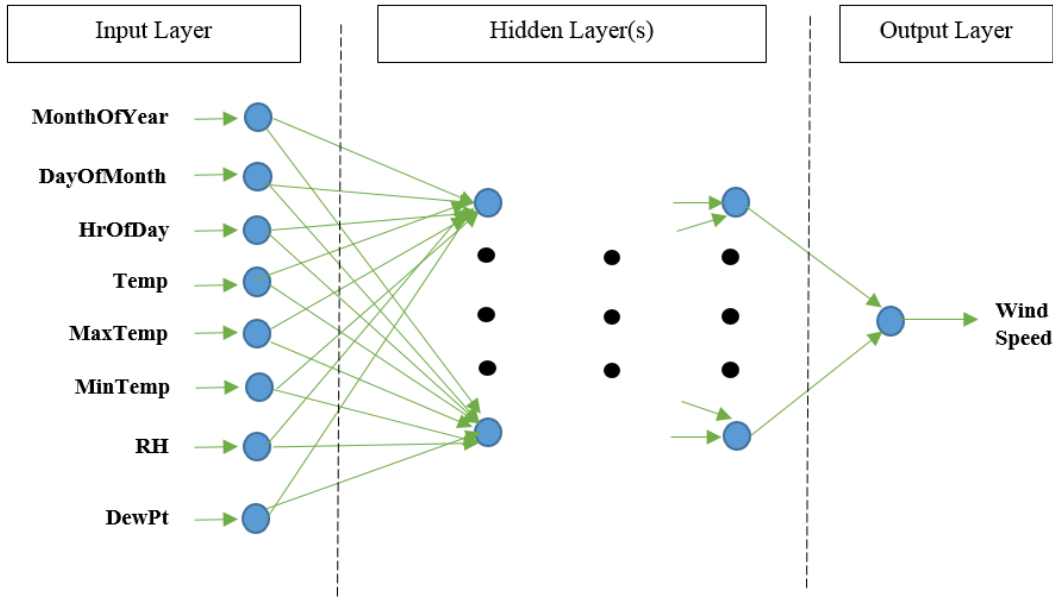 Input Layer
Hidden Layer(s)
Output Layer
MonthOfYear
DayOfMonth
HrOfDay
Temp
MaxTemp
MinTemp
RH
DewPt
Wind
Speed